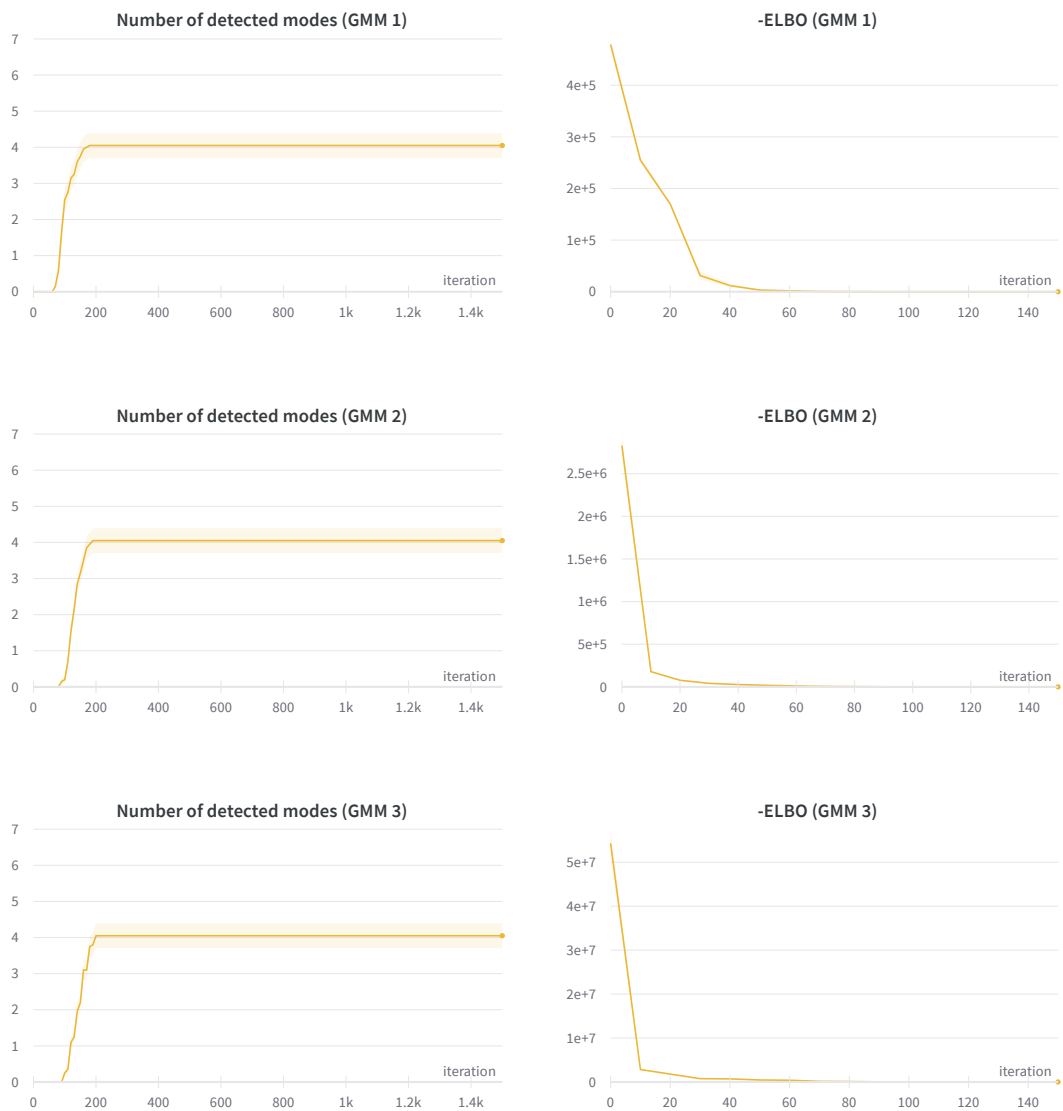 Number of detected modes (GMM 1)
7
6
5
4
3
2
1
0
iteration
0 200 400 600 800 1k 1.2k 1.4k
-ELBO (GMM 1)
4e+5
3e+5
2e+5
1e+5
0
iteration
0 20 40 60 80 100 120 140
Number of detected modes (GMM 2)
7
6
5
4
3
2
1
0
iteration
0 200 400 600 800 1k 1.2k 1.4k
-ELBO (GMM 2)
2.5e+6
2e+6
1.5e+6
1e+6
5e+5
0
iteration
0 20 40 60 80 100 120 140
Number of detected modes (GMM 3)
7
6
5
4
3
2
1
0
iteration
0 200 400 600 800 1k 1.2k 1.4k
-ELBO (GMM 3)
5e+7
4e+7
3e+7
2e+7
1e+7
0
iteration
0 20 40 60 80 100 120 140